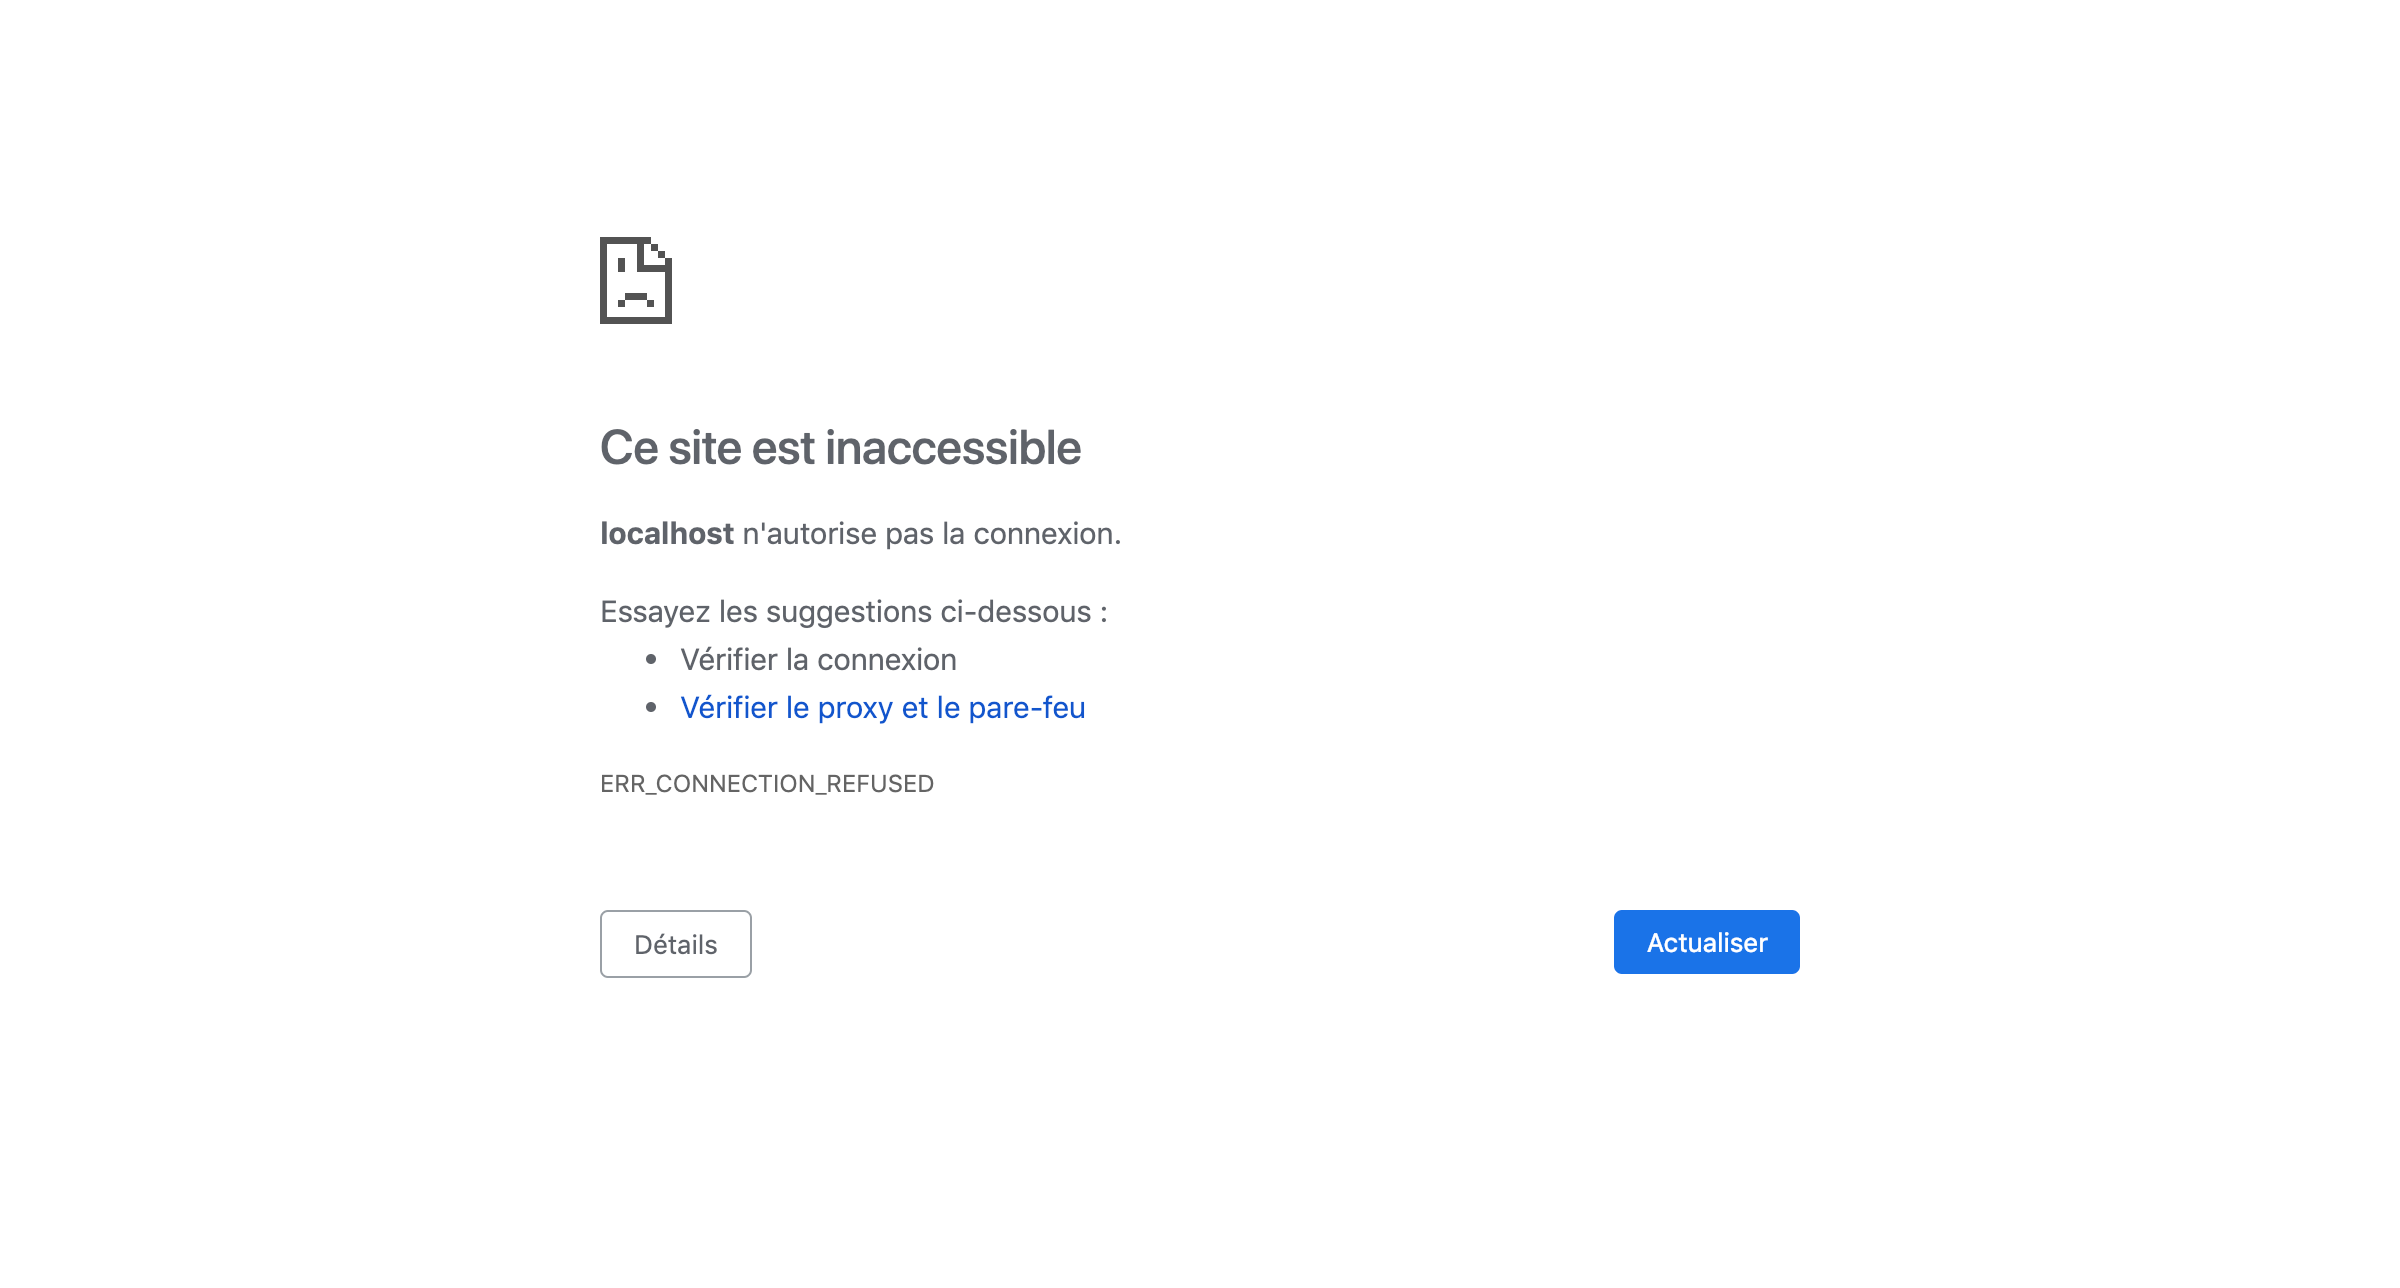 Ce site est inaccessible
localhost n'autorise pas la connexion.
Essayez les suggestions ci-dessous :
Vérifier la connexion
Vérifier le proxy et le pare-feu
ERR_CONNECTION_REFUSED
Détails
Actualiser